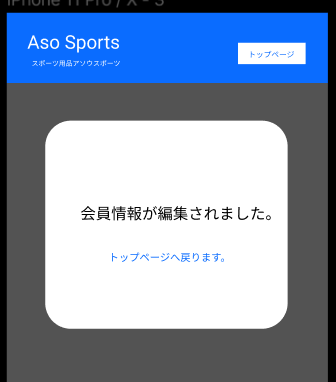 iPhone 11 Pro / X - 3
Aso Sports
スポーツ用品アソウスポーツ
トップページ
会員情報が編集されました。
トップページへ戻ります。